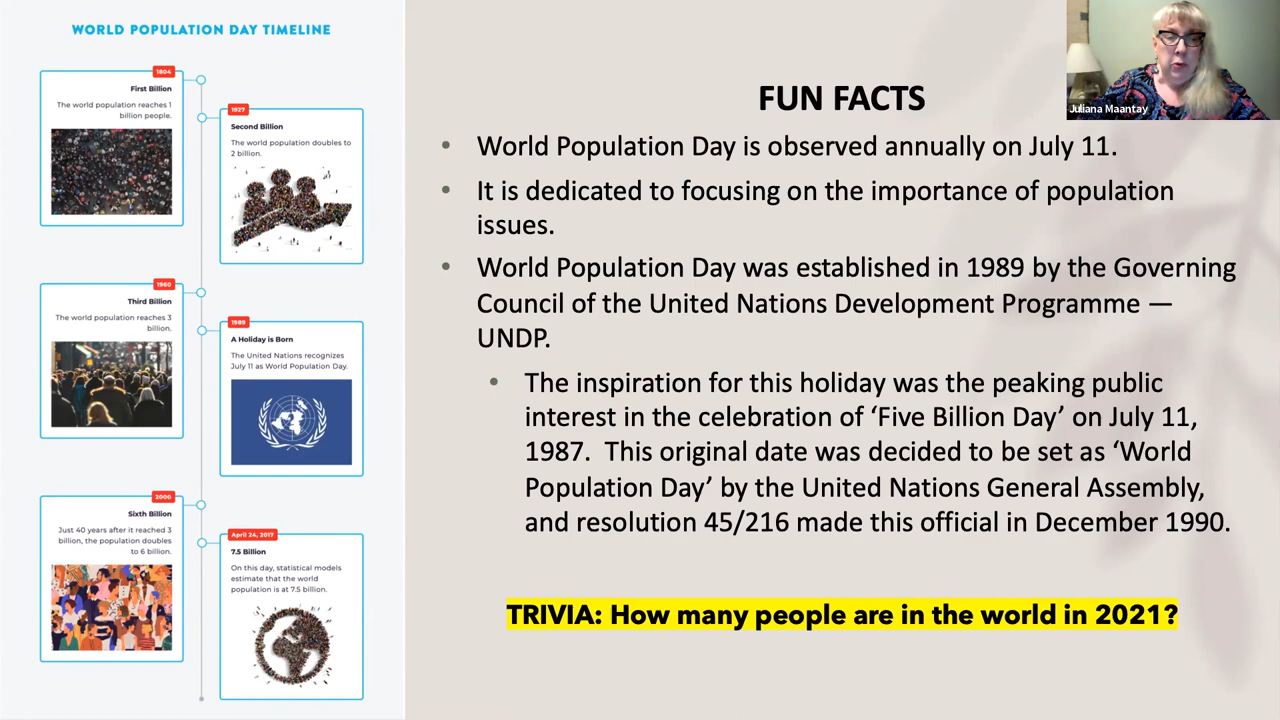 WORLD POPULATION DAY TIMELINE
1804
First Billion
The world population reaches 1
billion people.
1927
Second Billion
The world population doubles to
2 billion.
1960
Third Billion
The world population reaches 3
billion.
1989
A Holiday is Born
The United Nations recognizes
July 11 as World Population Day.
2000
Sixth Billion
Just 40 years after it reached 3
billion, the population doubles
to 6 billion.
April 24, 2017
7.5 Billion
On this day, statistical models
estimate that the world
population is at 7.5 billion.
FUN FACTS
• World Population Day is observed annually on July 11.
• It is dedicated to focusing on the importance of population
issues.
• World Population Day was established in 1989 by the Governing
Council of the United Nations Development Programme —
UNDP.
• The inspiration for this holiday was the peaking public
interest in the celebration of ‘Five Billion Day’ on July 11,
1987. This original date was decided to be set as ‘World
Population Day’ by the United Nations General Assembly,
and resolution 45/216 made this official in December 1990.
TRIVIA: How many people are in the world in 2021?
Juliana Maantay